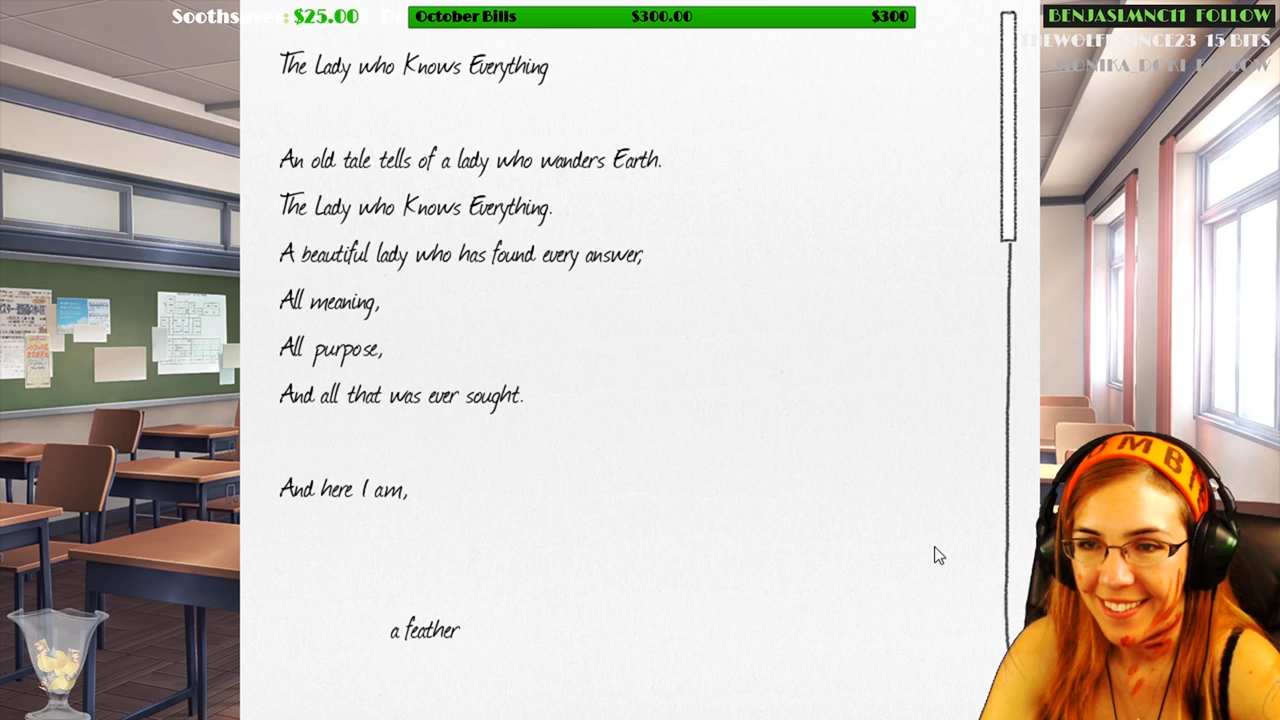 $25.00
October Bills $300.00 $300
BENJASLMNC11 FOLLOW
15 BITS
The Lady who Knows Everything
An old tale tells of a lady who wanders Earth.
The Lady who Knows Everything.
A beautiful lady who has found every answer,
All meaning,
All purpose,
And all that was ever sought.
And here I am,
a feather